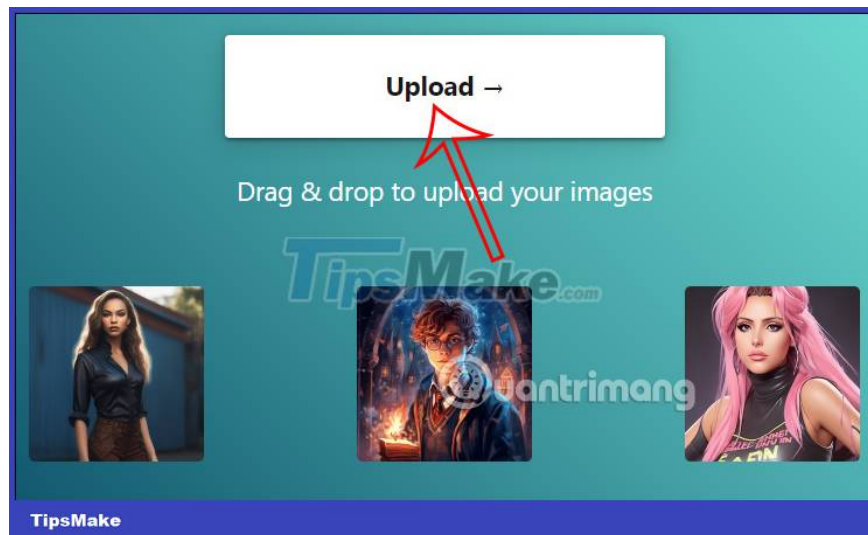 Upload →
Drag & drop to upload your images
TipsMake.com
Quantrimang
TipsMake